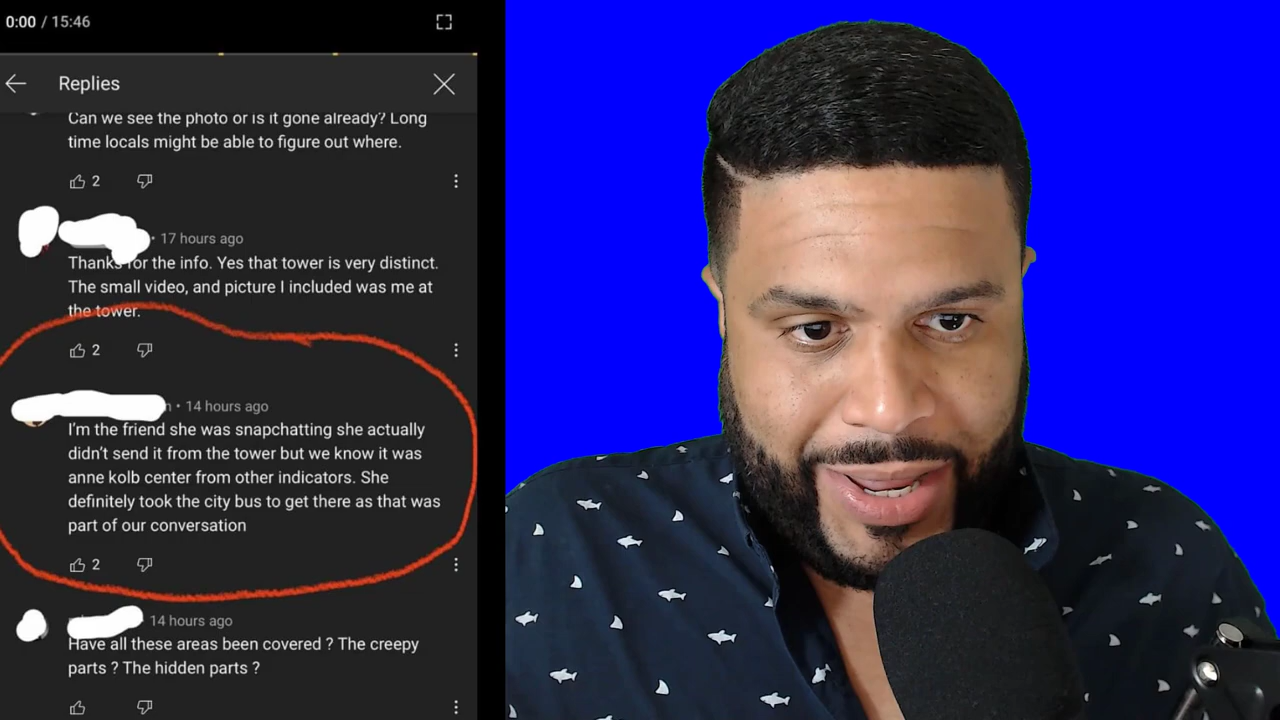 0:00 / 15:46
Replies
Can we see the photo or is it gone already? Long
time locals might be able to figure out where.
2
• 17 hours ago
Thanks for the info. Yes that tower is very distinct.
The small video, and picture I included was me at
the tower.
2
• 14 hours ago
I'm the friend she was snapchatting she actually
didn't send it from the tower but we know it was
anne kolb center from other indicators. She
definitely took the city bus to get there as that was
part of our conversation
2
14 hours ago
Have all these areas been covered ? The creepy
parts ? The hidden parts ?